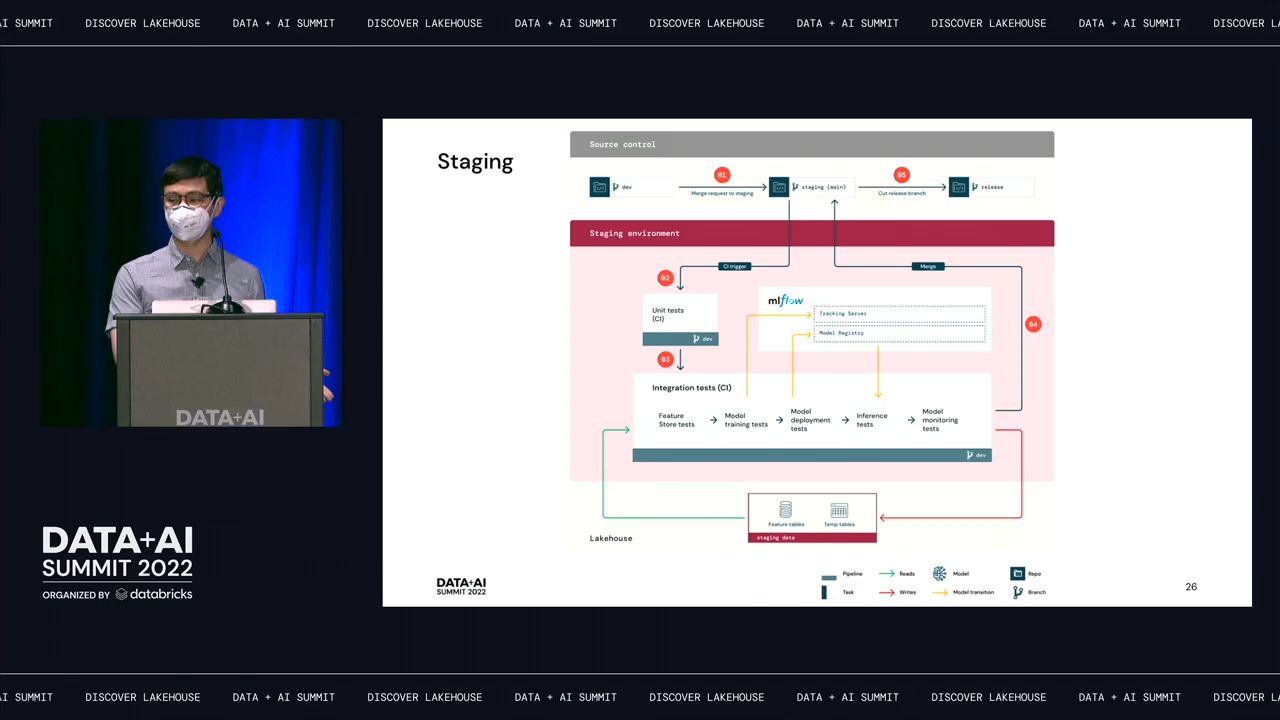 AI SUMMIT DISCOVER LAKEHOUSE DATA + AI SUMMIT DISCOVER LAKEHOUSE DATA + AI SUMMIT DISCOVER LAKEHOUSE DATA + AI SUMMIT DISCOVER LAKEHOUSE DATA + AI SUMMIT DISCOVER L
Staging
Source control
dev
01
Merge request to staging
staging (main)
05
Cut release branch
release
Staging environment
CI trigger
Merge
02
Unit tests
(CI)
dev
mlflow
Tracking Server
Model Registry
04
03
Integration tests (CI)
Feature
Store tests
Model
training tests
Model
deployment
tests
Inference
tests
Model
monitoring
tests
dev
Feature tables
Temp tables
staging data
Lakehouse
DATA+AI
SUMMIT 2022
Pipeline
Reads
Model
Repo
Task
Writes
Model transition
Branch
26
DATA+AI
DATA+AI
SUMMIT 2022
ORGANIZED BY databricks
AI SUMMIT DISCOVER LAKEHOUSE DATA + AI SUMMIT DISCOVER LAKEHOUSE DATA + AI SUMMIT DISCOVER LAKEHOUSE DATA + AI SUMMIT DISCOVER LAKEHOUSE DATA + AI SUMMIT DISCOVER L